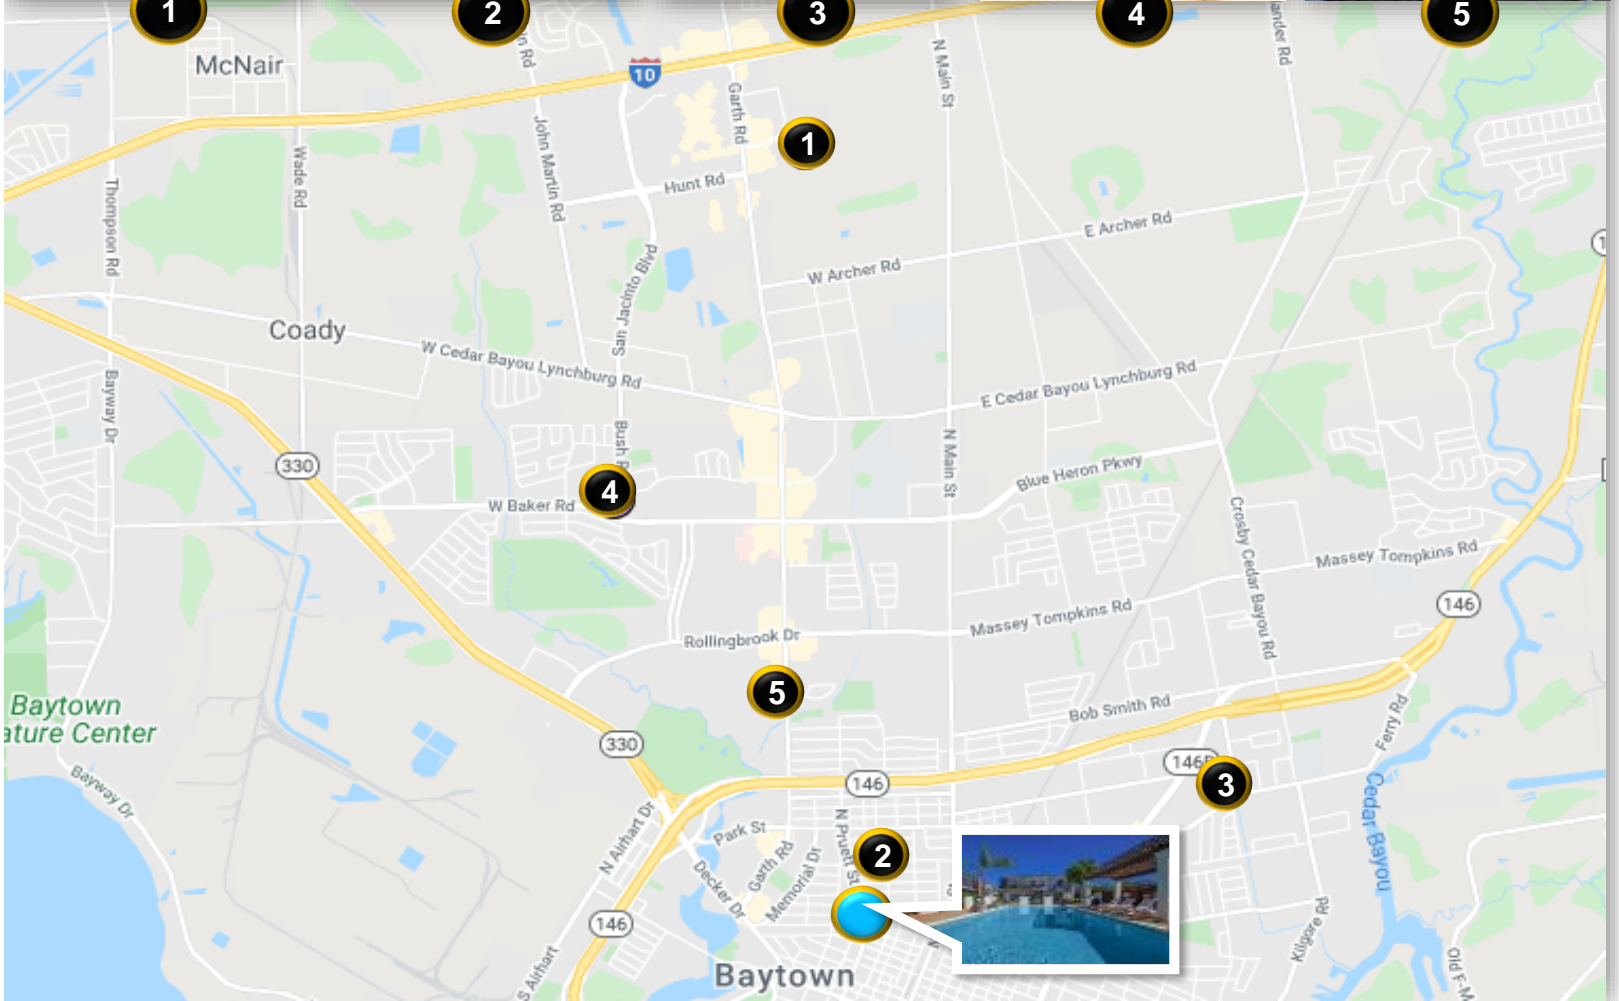 1
2
3
4
5
McNair
10
N Main St
Garth Rd
1
John Martin Rd
Wade Rd
Hunt Rd
Thompson Rd
E Archer Rd
San Jacinto Blvd
W Archer Rd
Coady
W Cedar Bayou Lynchburg Rd
E Cedar Bayou Lynchburg Rd
Bayway Dr
Bush
N Main St
330
Blue Heron Pkwy
4
W Baker Rd
Crosby Cedar Bayou Rd
Massey Tompkins Rd
146
Massey Tompkins Rd
Rollingbrook Dr
5
Baytown
ature Center
Bob Smith Rd
Ferry Rd
330
146
3
146
Bayway Dr
N Airhart Dr
Park St
N Pruett St
2
Garth Rd
Memorial Dr
Decker Dr
Cedar Bayou
146
Kilgore Rd
S Airhart
Baytown
Old F-M